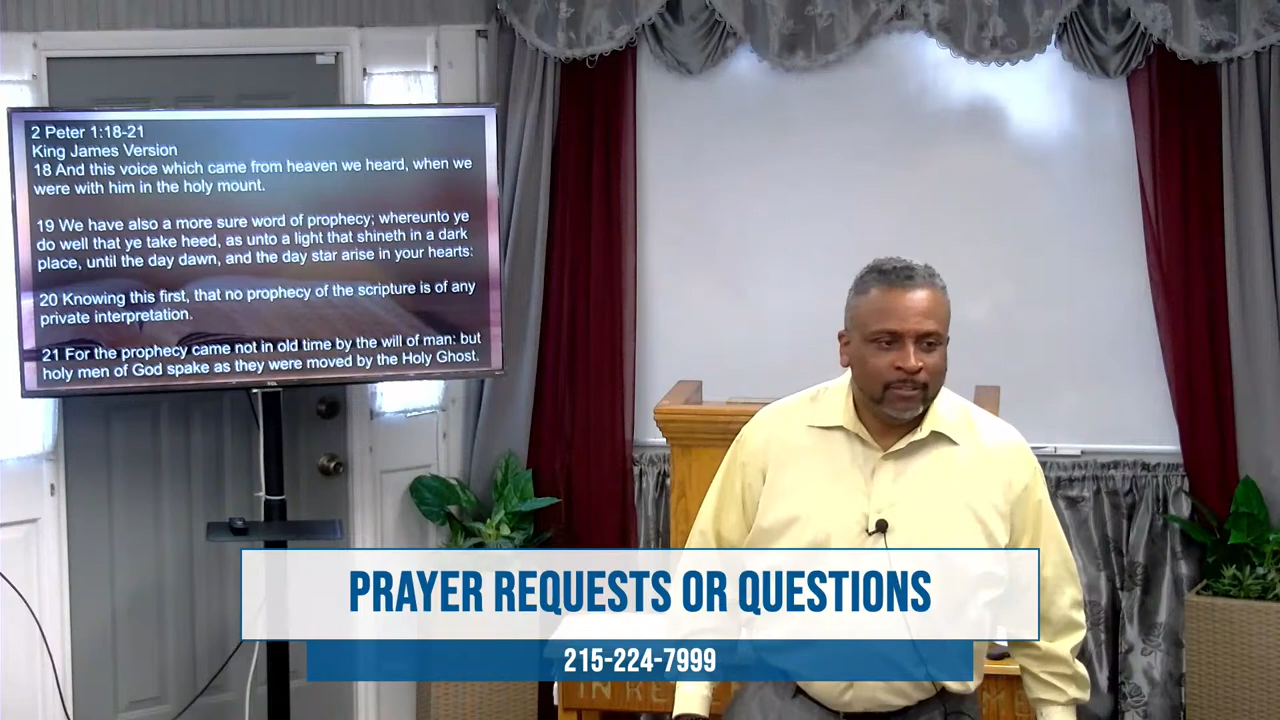 2 Peter 1:18-21
King James Version
18 And this voice which came from heaven we heard, when we
were with him in the holy mount.
19 We have also a more sure word of prophecy; whereunto ye
do well that ye take heed, as unto a light that shineth in a dark
place, until the day dawn, and the day star arise in your hearts:
20 Knowing this first, that no prophecy of the scripture is of any
private interpretation.
21 For the prophecy came not in old time by the will of man: but
holy men of God spake as they were moved by the Holy Ghost.
TCL
PRAYER REQUESTS OR QUESTIONS
215-224-7999
IN RE
ME